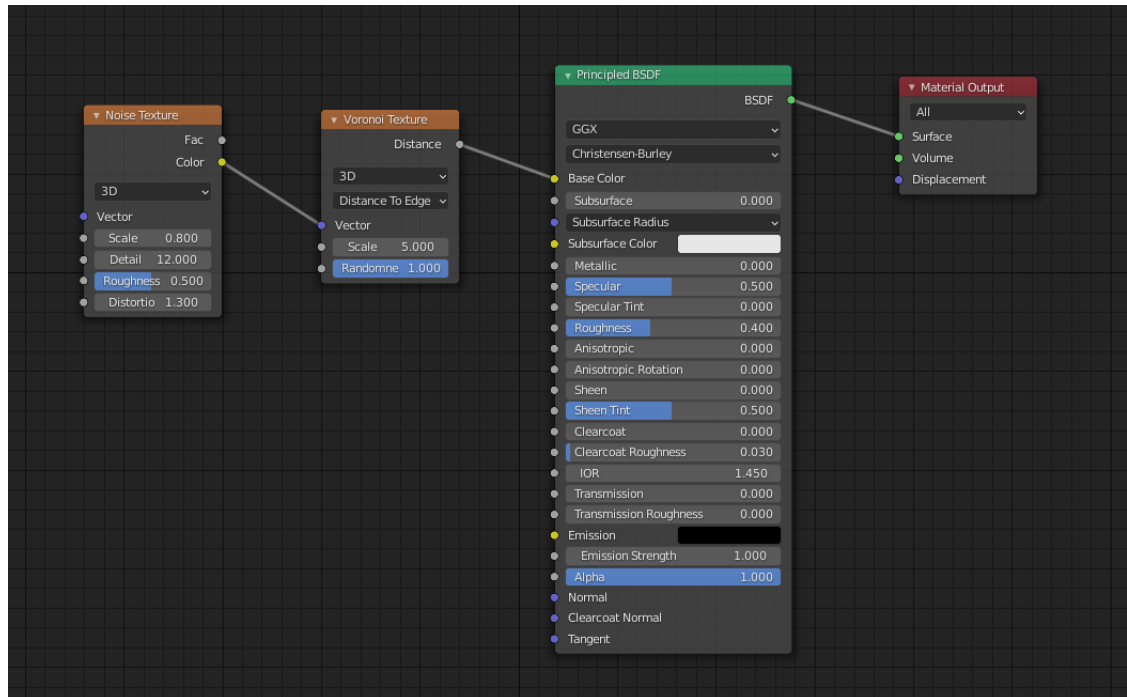 Noise Texture
Fac
Color
3D
Vector
Scale 0.800
Detail 12.000
Roughness 0.500
Distortio 1.300
Voronoi Texture
Distance
3D
Distance To Edge
Vector
Scale 5.000
Randomne 1.000
Principled BSDF
BSDF
GGX
Christensen-Burley
Base Color
Subsurface 0.000
Subsurface Radius
Subsurface Color
Metallic 0.000
Specular 0.500
Specular Tint 0.000
Roughness 0.400
Anisotropic 0.000
Anisotropic Rotation 0.000
Sheen 0.000
Sheen Tint 0.500
Clearcoat 0.000
Clearcoat Roughness 0.030
IOR 1.450
Transmission 0.000
Transmission Roughness 0.000
Emission
Emission Strength 1.000
Alpha 1.000
Normal
Clearcoat Normal
Tangent
Material Output
All
Surface
Volume
Displacement